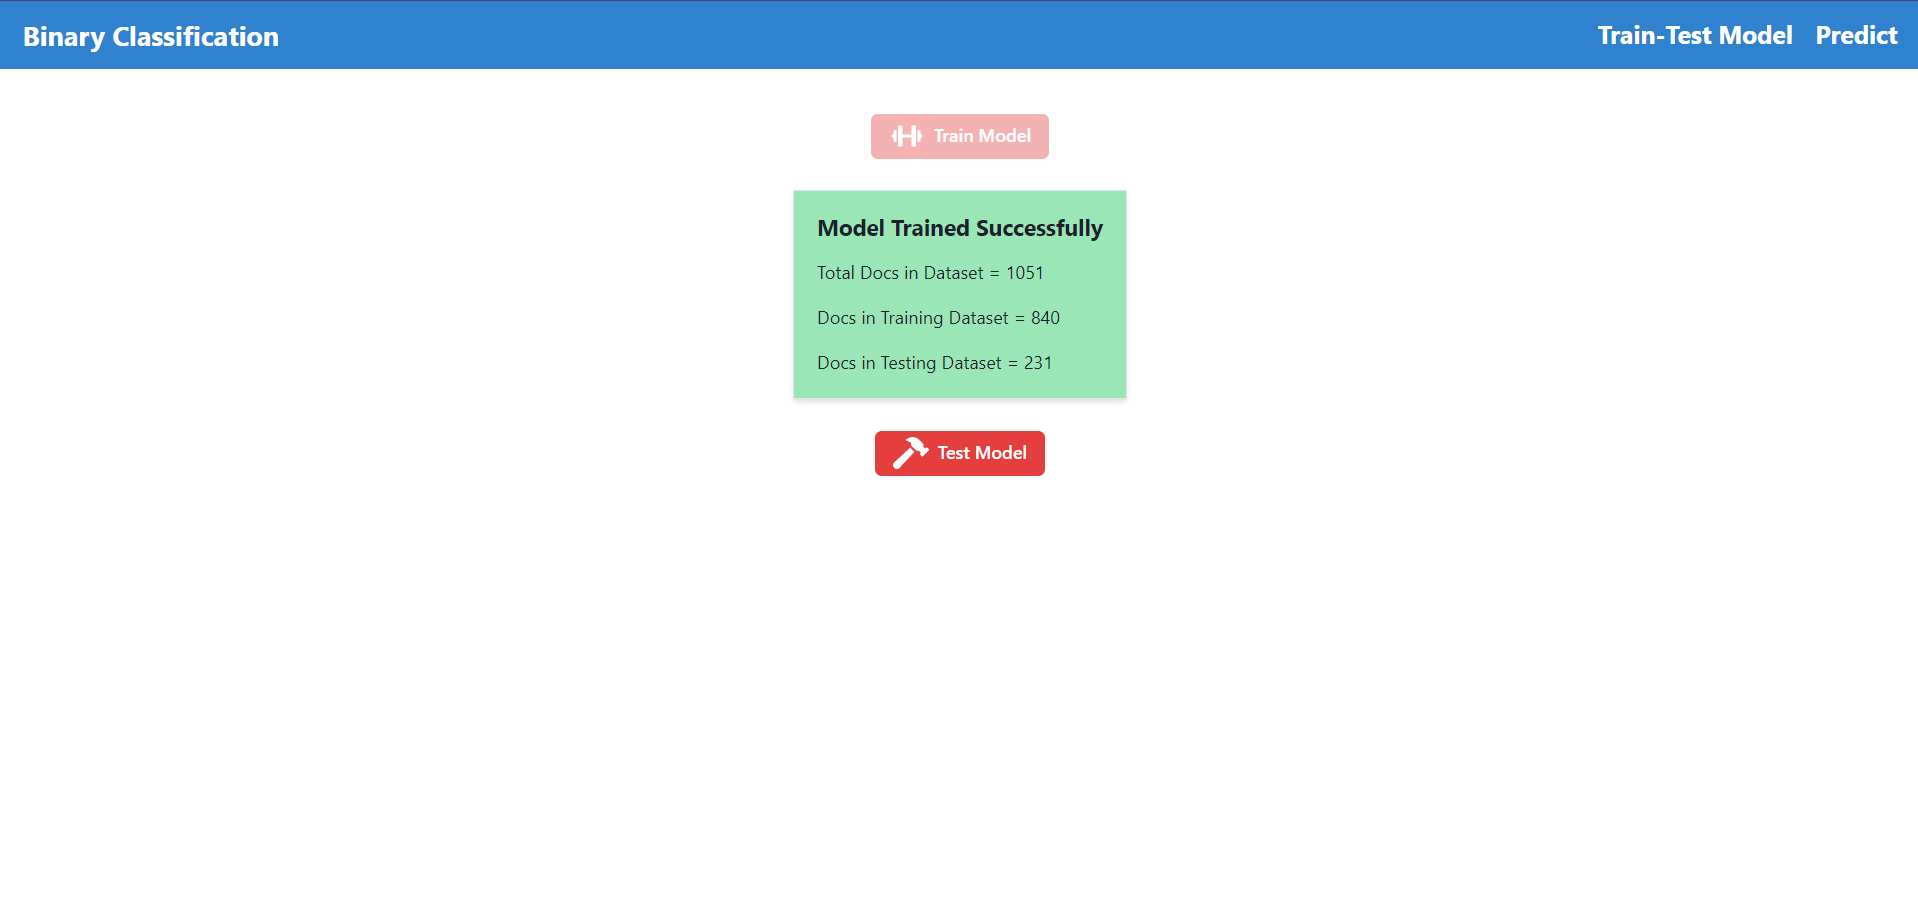 Binary Classification
Train-Test Model
Predict
Train Model
Model Trained Successfully
Total Docs in Dataset = 1051
Docs in Training Dataset = 840
Docs in Testing Dataset = 231
Test Model